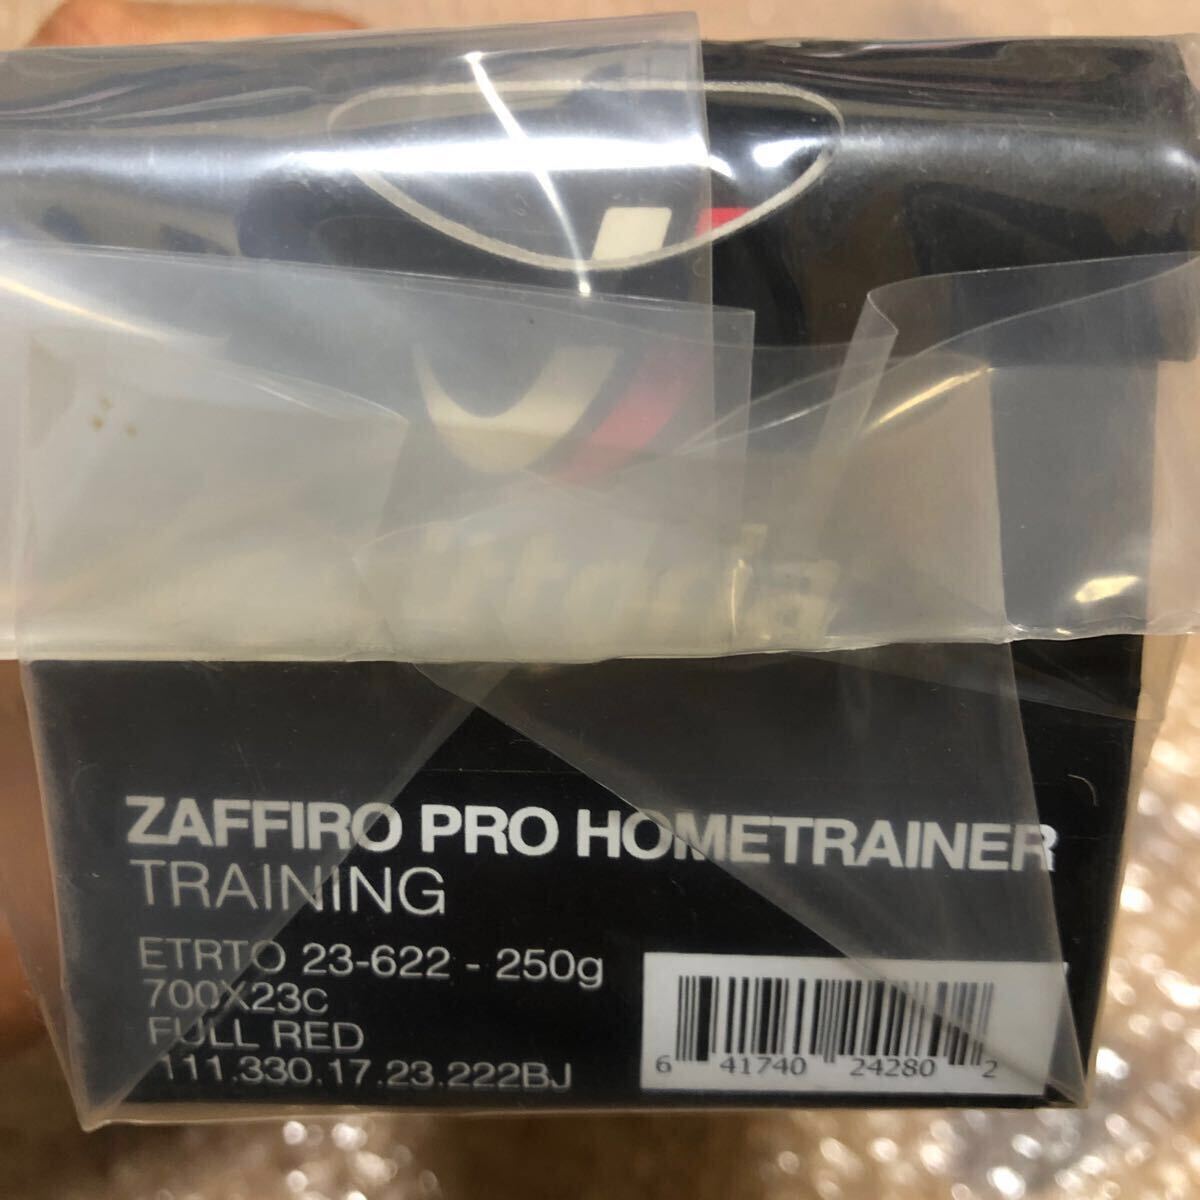 ZAFFIRO PRO HOMETRAINER
TRAINING
ETRTO 23-622 - 250g
700X23C
FULL RED
111.330.17.23.222BJ
6 41740 24280 2